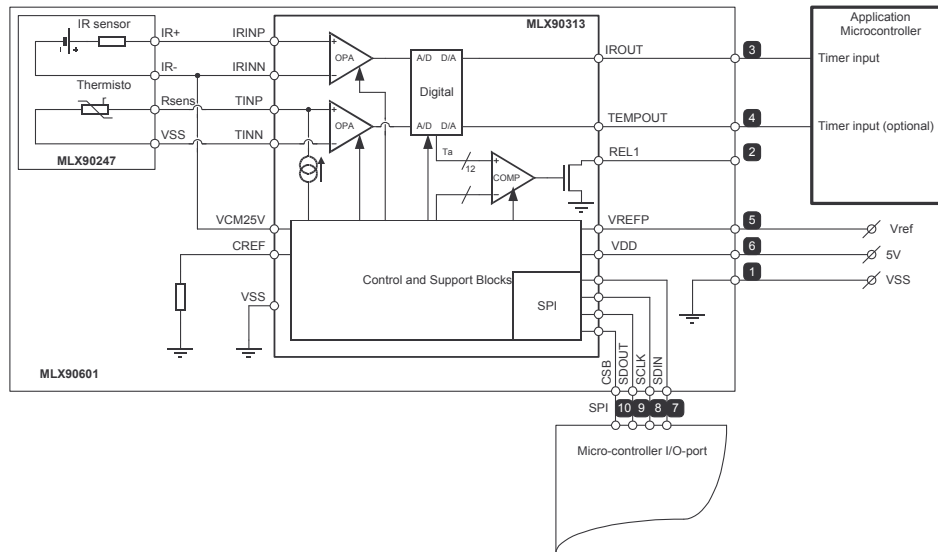 IR sensor
MLX90313
Application
Microcontroller
IR+
IRINP
+
OPA
A/D D/A
IROUT
3
Timer input
+
IR-
IRINN
−
Digital
Thermisto
Rsens
TINP
+
OPA
A/D D/A
TEMPOUT
4
Timer input (optional)
VSS
TINN
−
MLX90247
Ta
12
+
COMP
−
REL1
2
VCM25V
VREFP
5
Vref
CREF
VDD
6
5V
Control and Support Blocks
1
VSS
VSS
SPI
MLX90601
CSB
SDOUT
SCLK
SDIN
SPI
10 9 8 7
Micro-controller I/O-port